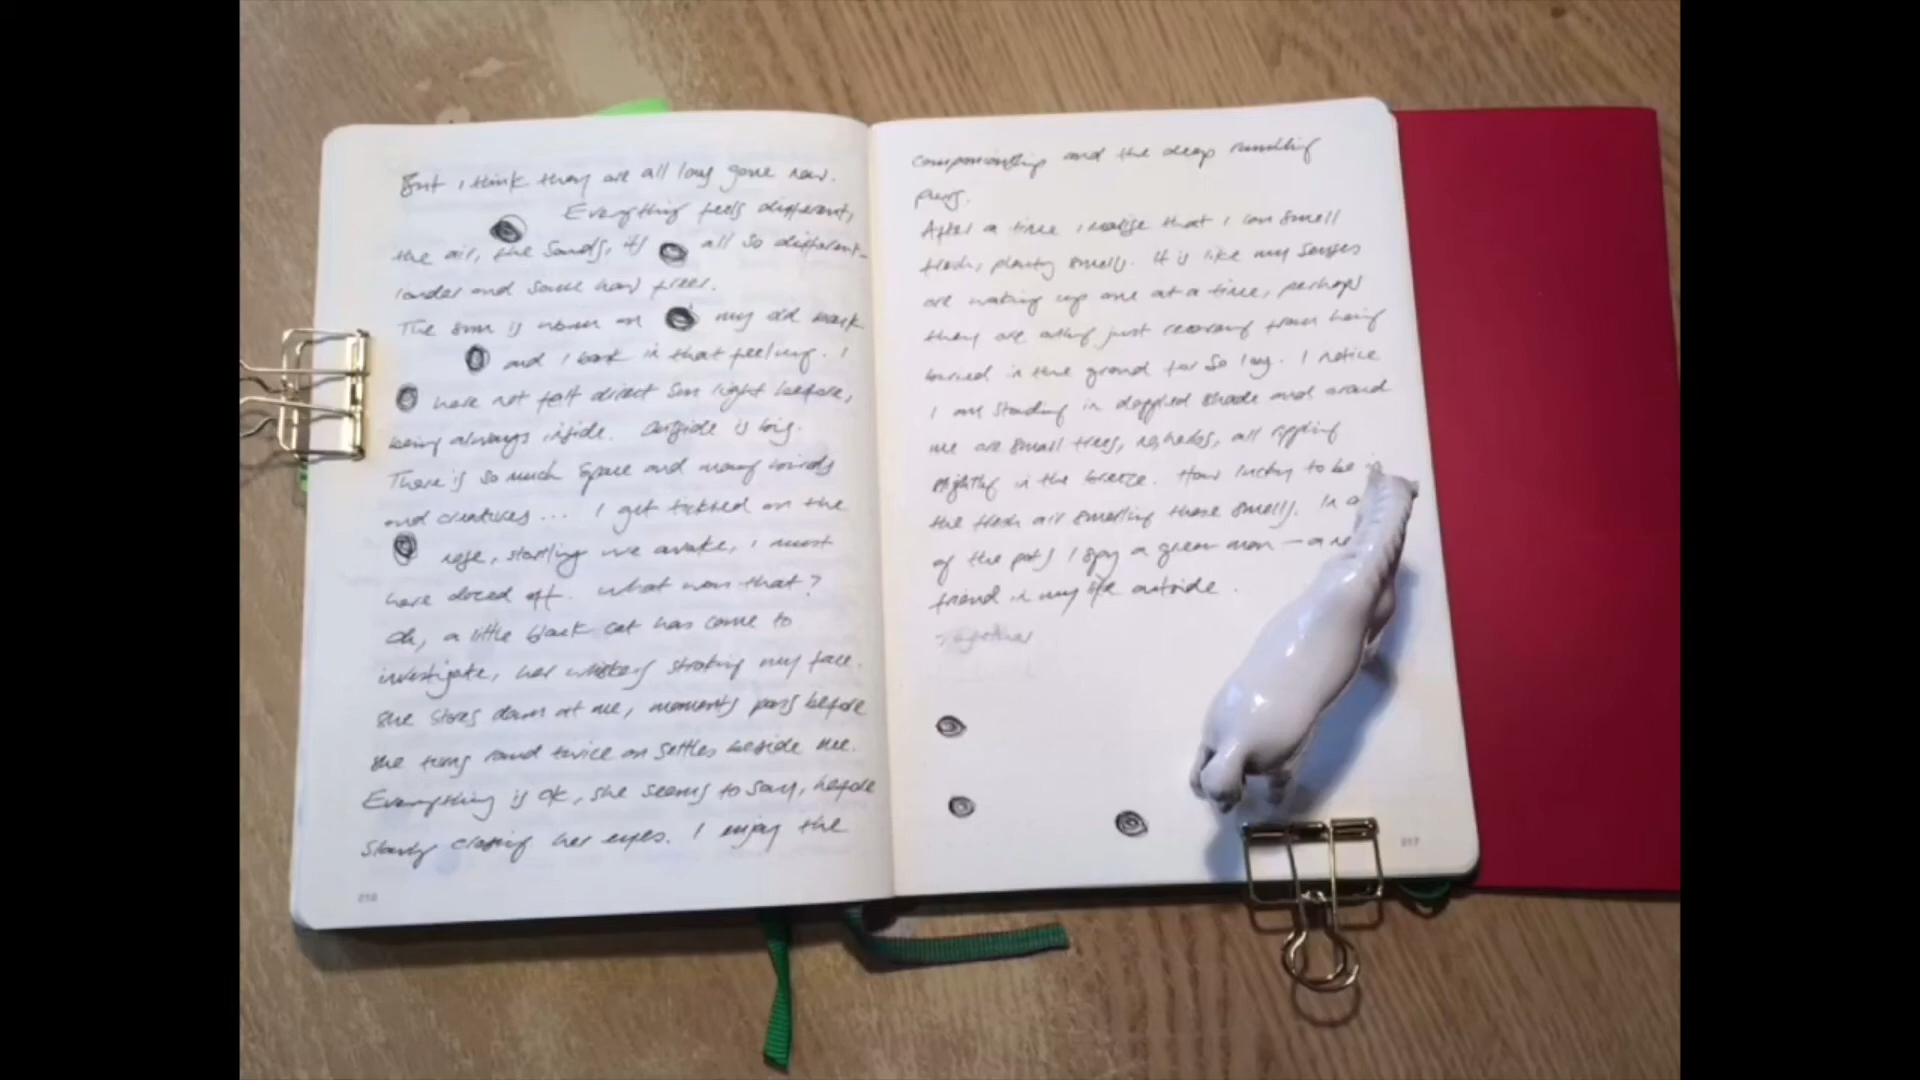 But I think they are all long gone now.
Everything feels different,
the air, the sounds, it's all so different -
louder and some how freer.
The sun is warm on my old mask
and I bask in that feeling. I
have not felt direct sun light before,
being always inside. Outside is big.
There is so much space and many birds
and creatures... I get tickled on the
nose, startling me awake, I must
have dozed off. What was that?
Oh, a little black cat has come to
investigate, her whiskers stroking my face.
She stares down at me, moments pass before
she turns round twice an settles beside me.
Everything is ok, she seems to say, before
slowly closing her eyes. I enjoy the
216
companionship and the deep rumbling
purrs.
After a time I realise that I can smell
fresh, planty smells. It is like my senses
are waking up one at a time, perhaps
they are just recovering from being
buried in the ground for so long. I notice
I am standing in dappled shade and around
me are small trees, all rippling
slightly in the breeze. How lucky to be in
the fresh air smelling these smells. In
of the pots I spy a green man - a
friend in my life outside.
Together
217